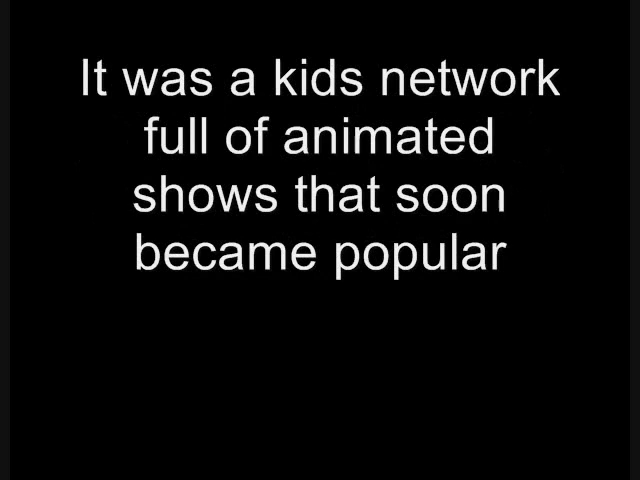 It was a kids network
full of animated
shows that soon
became popular